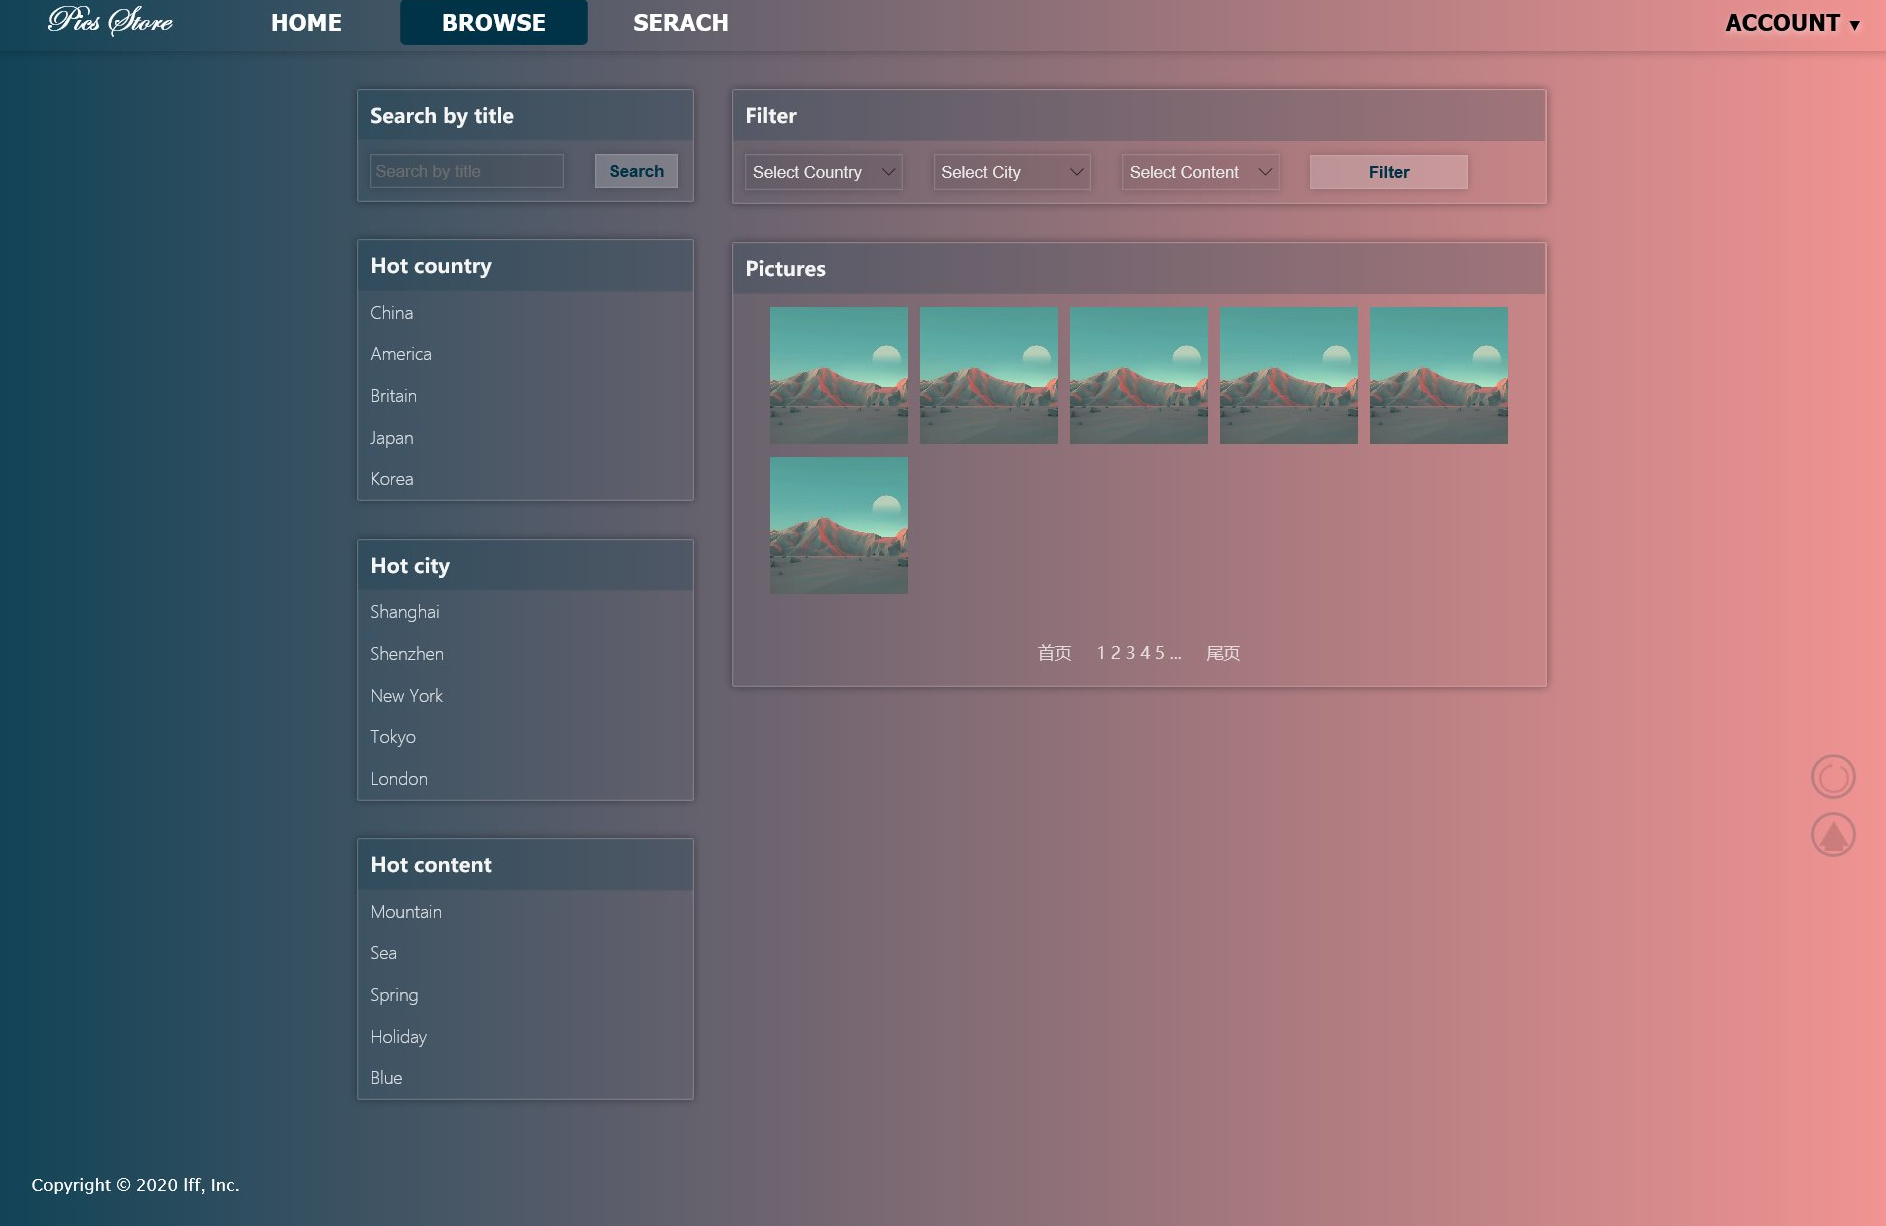 Pics Store HOME BROWSE SERACH ACCOUNT ▼
Search by title
Search by title Search
Filter
Select Country Select City Select Content Filter
Hot country
China
America
Britain
Japan
Korea
Hot city
Shanghai
Shenzhen
New York
Tokyo
London
Hot content
Mountain
Sea
Spring
Holiday
Blue
Pictures
首页 1 2 3 4 5 ... 尾页
Copyright © 2020 lff, Inc.